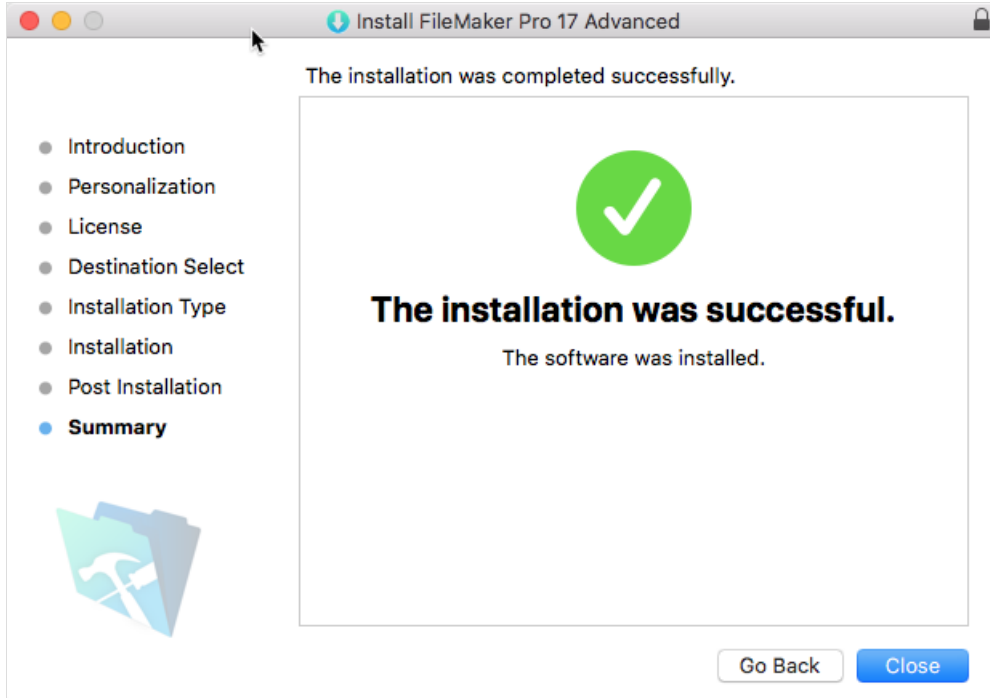 Install FileMaker Pro 17 Advanced
The installation was completed successfully.
Introduction
Personalization
License
Destination Select
Installation Type
Installation
Post Installation
Summary
The installation was successful.
The software was installed.
Go Back
Close